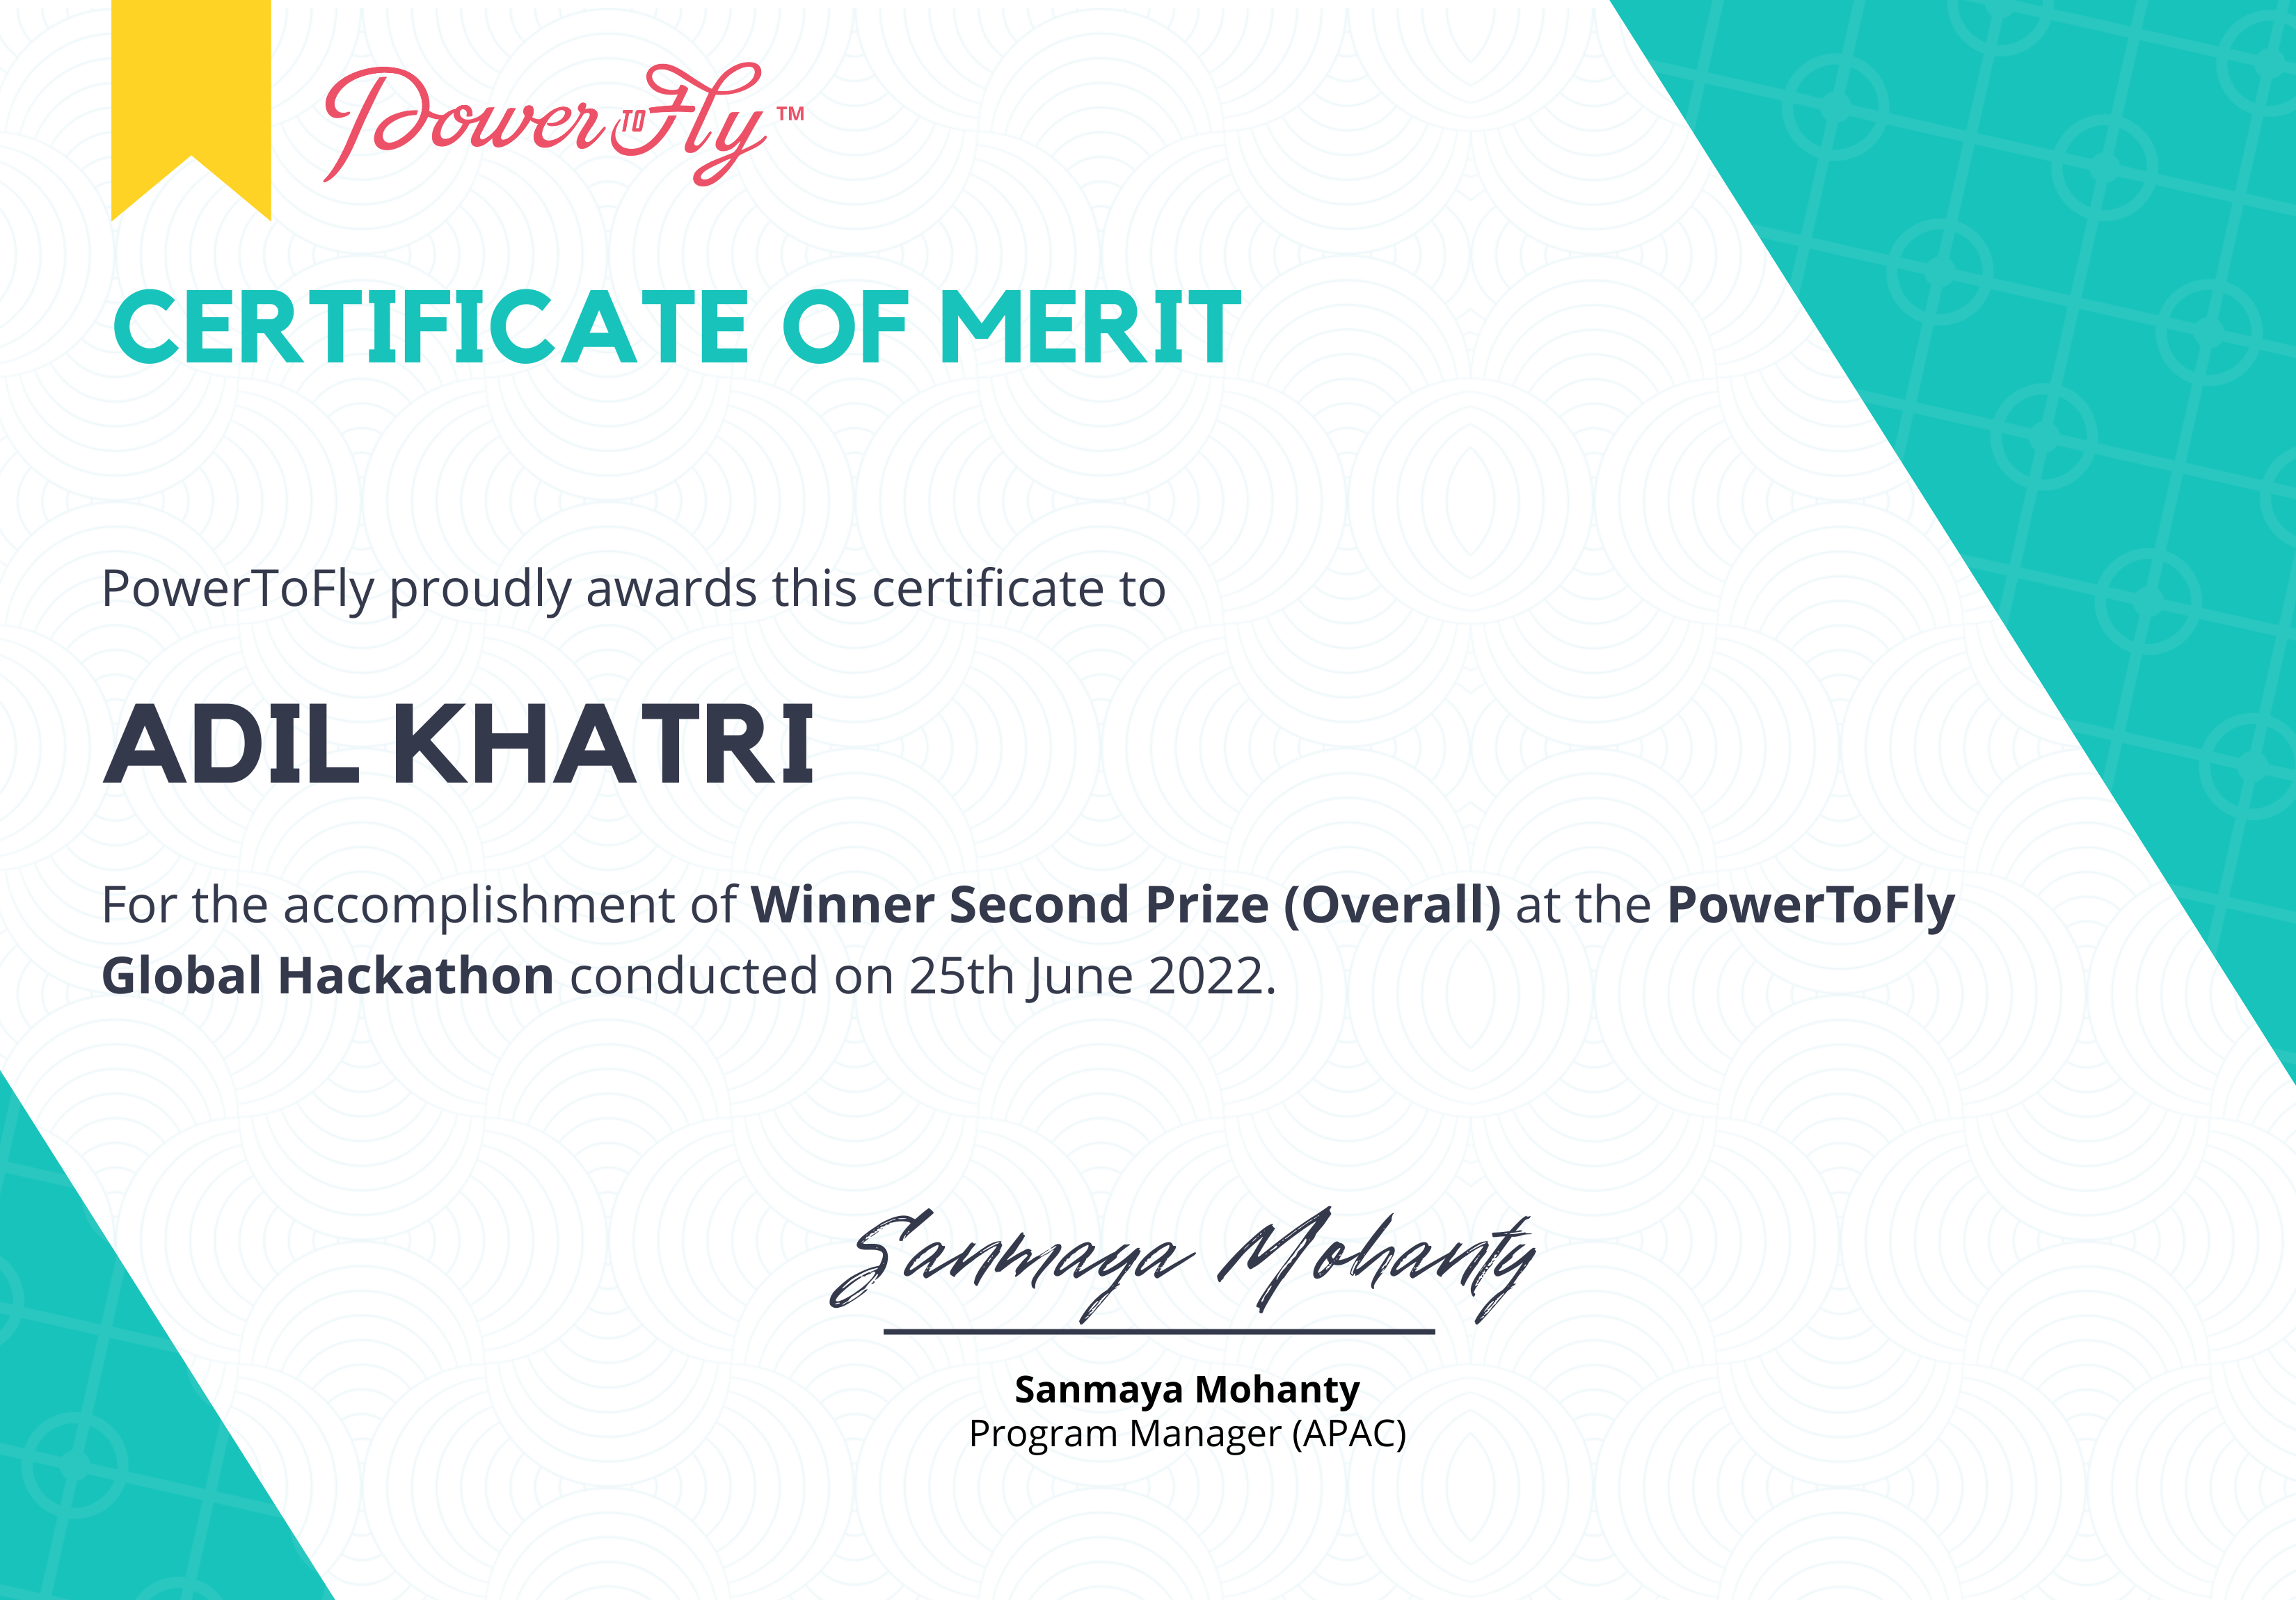 Power TO Fly™
CERTIFICATE OF MERIT
PowerToFly proudly awards this certificate to
ADIL KHATRI
For the accomplishment of Winner Second Prize (Overall) at the PowerToFly
Global Hackathon conducted on 25th June 2022.
Sanmaya Mohanty
Sanmaya Mohanty
Program Manager (APAC)